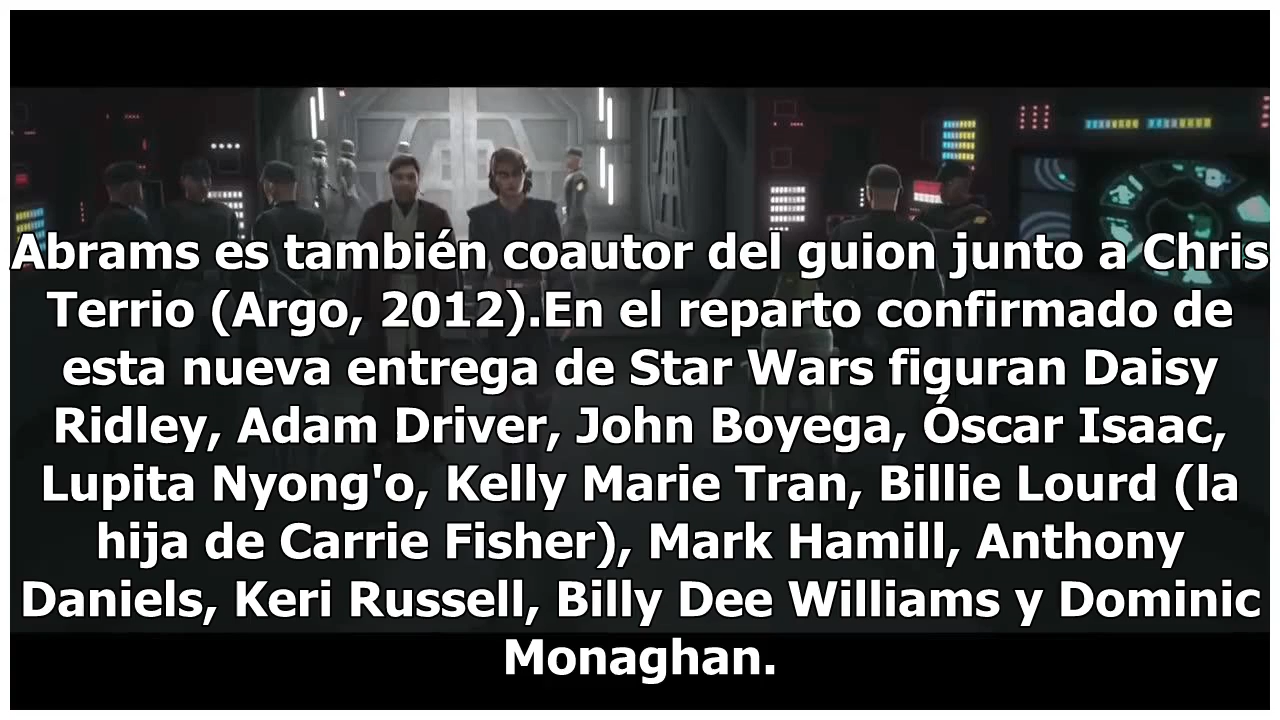 Abrams es también coautor del guion junto a Chris
Terrio (Argo, 2012).En el reparto confirmado de
esta nueva entrega de Star Wars figuran Daisy
Ridley, Adam Driver, John Boyega, Óscar Isaac,
Lupita Nyong'o, Kelly Marie Tran, Billie Lourd (la
hija de Carrie Fisher), Mark Hamill, Anthony
Daniels, Keri Russell, Billy Dee Williams y Dominic
Monaghan.